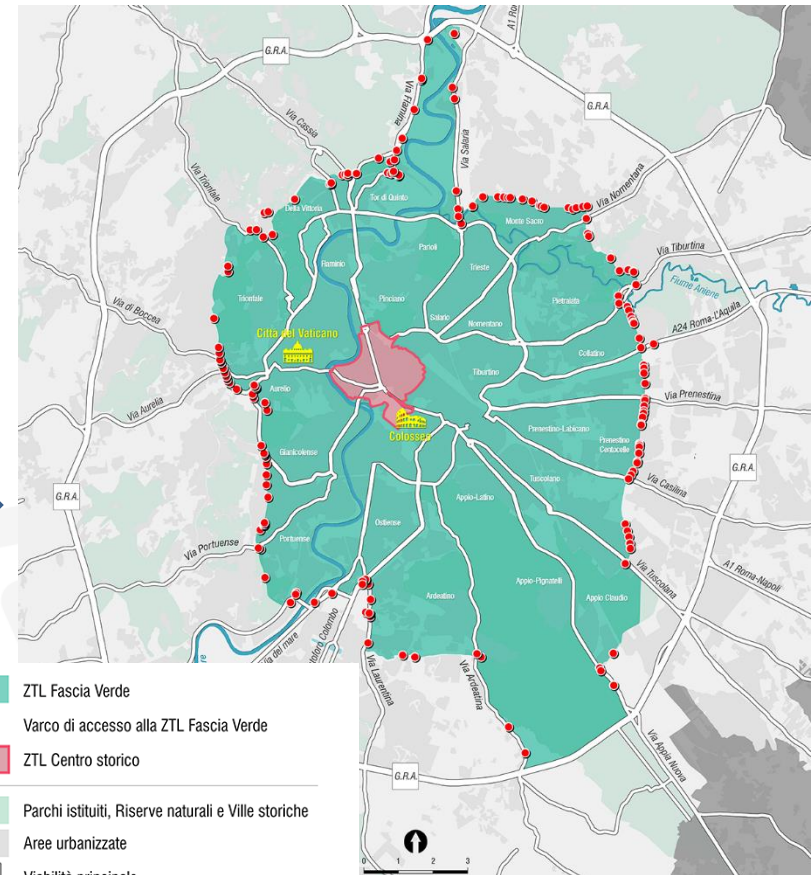 G.R.A.
A1 Ro
Via Flaminia
Via Cassia
G.R.A.
Via Salaria
Via Trionfale
Via Nomentana
Della Vittoria
Tor di Quinto
Monte Sacro
Parioli
Via Tiburtina
Flaminio
Trieste
Fiume Aniene
Trionfale
Pinciano
Pietralata
Via di Boccea
Salario
Nomentano
A24 Roma-L'Aquila
Città del Vaticano
Collatino
Tiburtino
Aurelio
Via Prenestina
Via Aurelia
Colosseo
Prenestino-Labicano
Prenestino
Centocelle
Gianicolense
G.R.A.
Tuscolano
Via Casilina
G.R.A.
Appio-Latino
Ostiense
Via Portuense
Portuense
Via Tuscolana
A1 Roma-Napoli
Ardeatino
Appio-Pignatelli
Appio Claudio
stoforo Colombo
ia del mare
Via Laurentina
Via Ardeatina
ZTL Fascia Verde
Varco di accesso alla ZTL Fascia Verde
Via Appia Nuova
ZTL Centro storico
G.R.A.
Parchi istituiti, Riserve naturali e Ville storiche
Aree urbanizzate
Viabilità principale
0 1 2 3